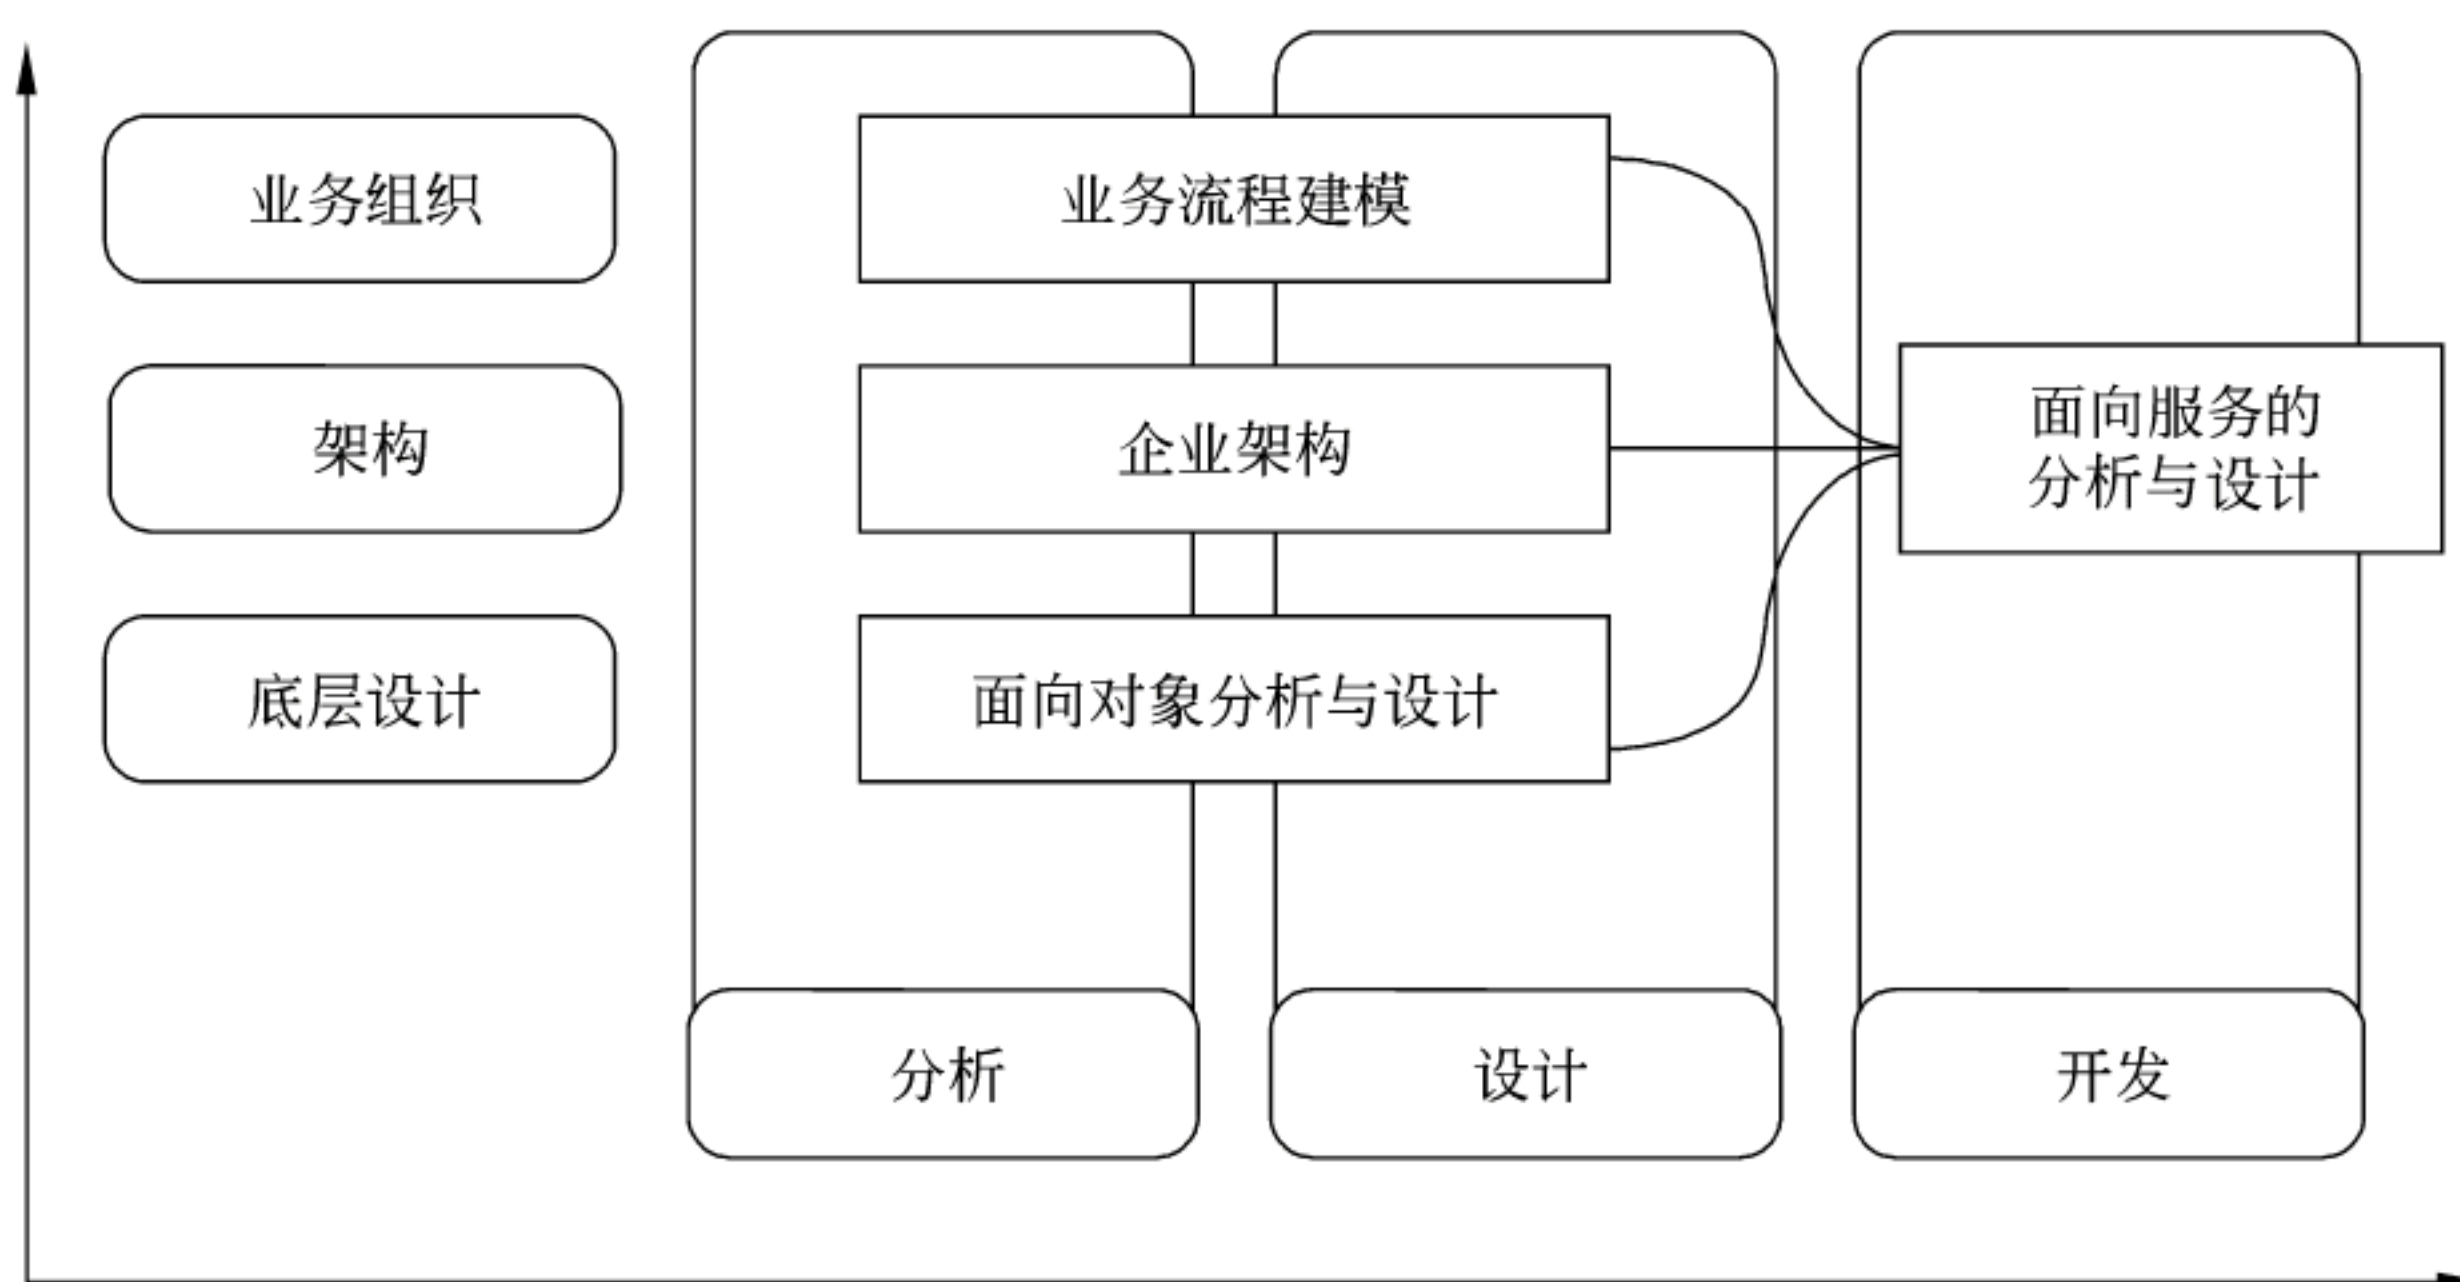 业务组织
业务流程建模
架构
企业架构
面向服务的
分析与设计
底层设计
面向对象分析与设计
分析
设计
开发